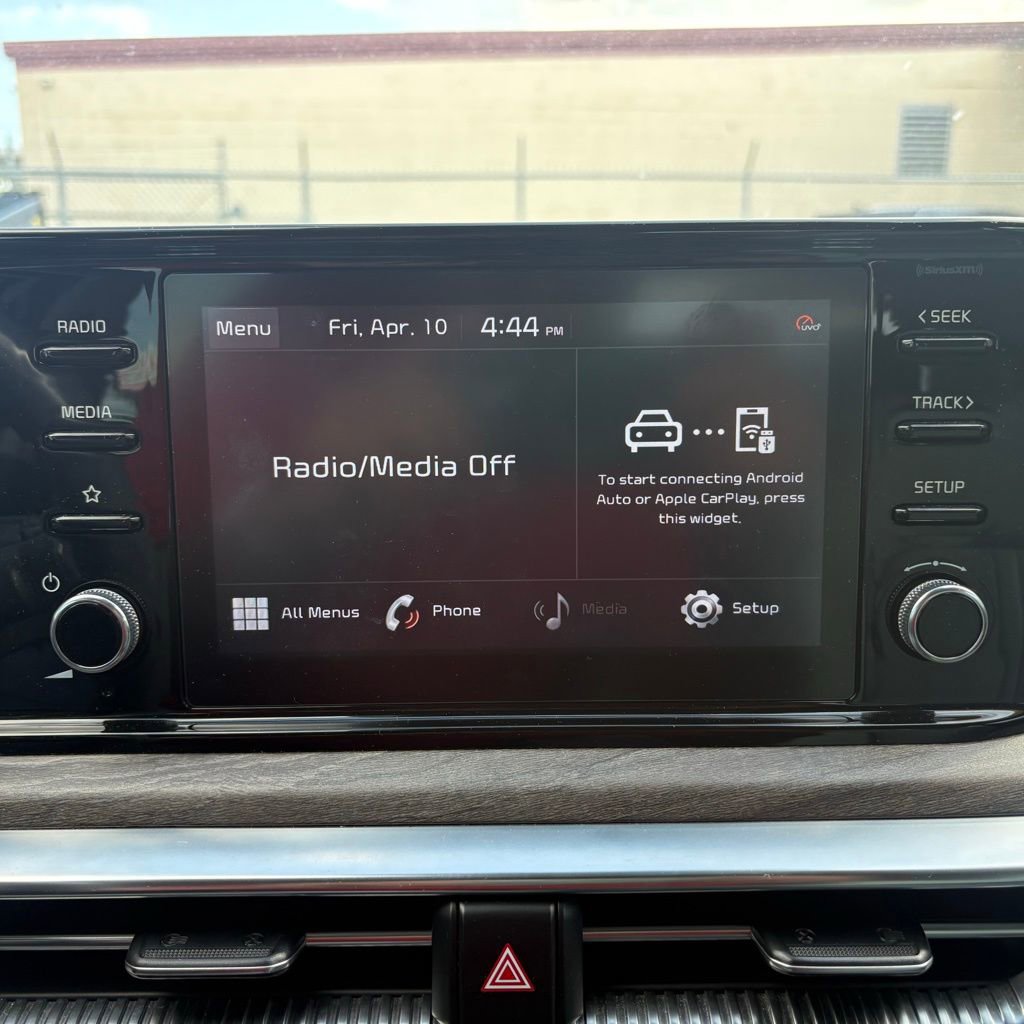 ((SiriusXM))
RADIO
MEDIA
Menu
Fri, Apr. 10
4:44 PM
UVO
Radio/Media Off
To start connecting Android
Auto or Apple CarPlay, press
this widget.
All Menus
Phone
Media
Setup
< SEEK
TRACK >
SETUP